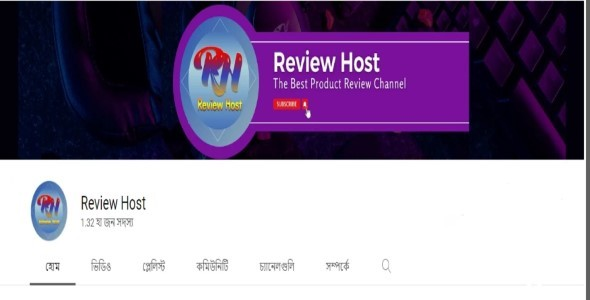 RH
Review Host
Review Host
The Best Product Review Channel
SUBSCRIBE
RH
Review Host
Review Host
1.32 হা জন সদস্য
হোম ভিডিও প্লেলিস্ট কমিউনিটি চ্যানেলগুলি সম্পর্কে